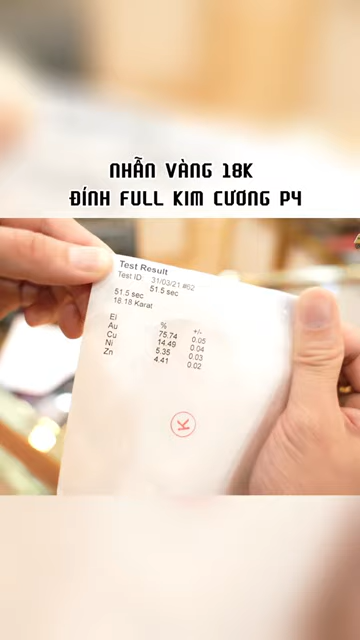 NHẪN VÀNG 18K
ĐÍNH FULL KIM CƯƠNG P4
Test Result
Test ID 31/03/21 #62
51.5 sec 51.5 sec
18.18 Karat
El % +/-
Au 75.74 0.05
Cu 14.49 0.04
Ni 5.35 0.03
Zn 4.41 0.02
K